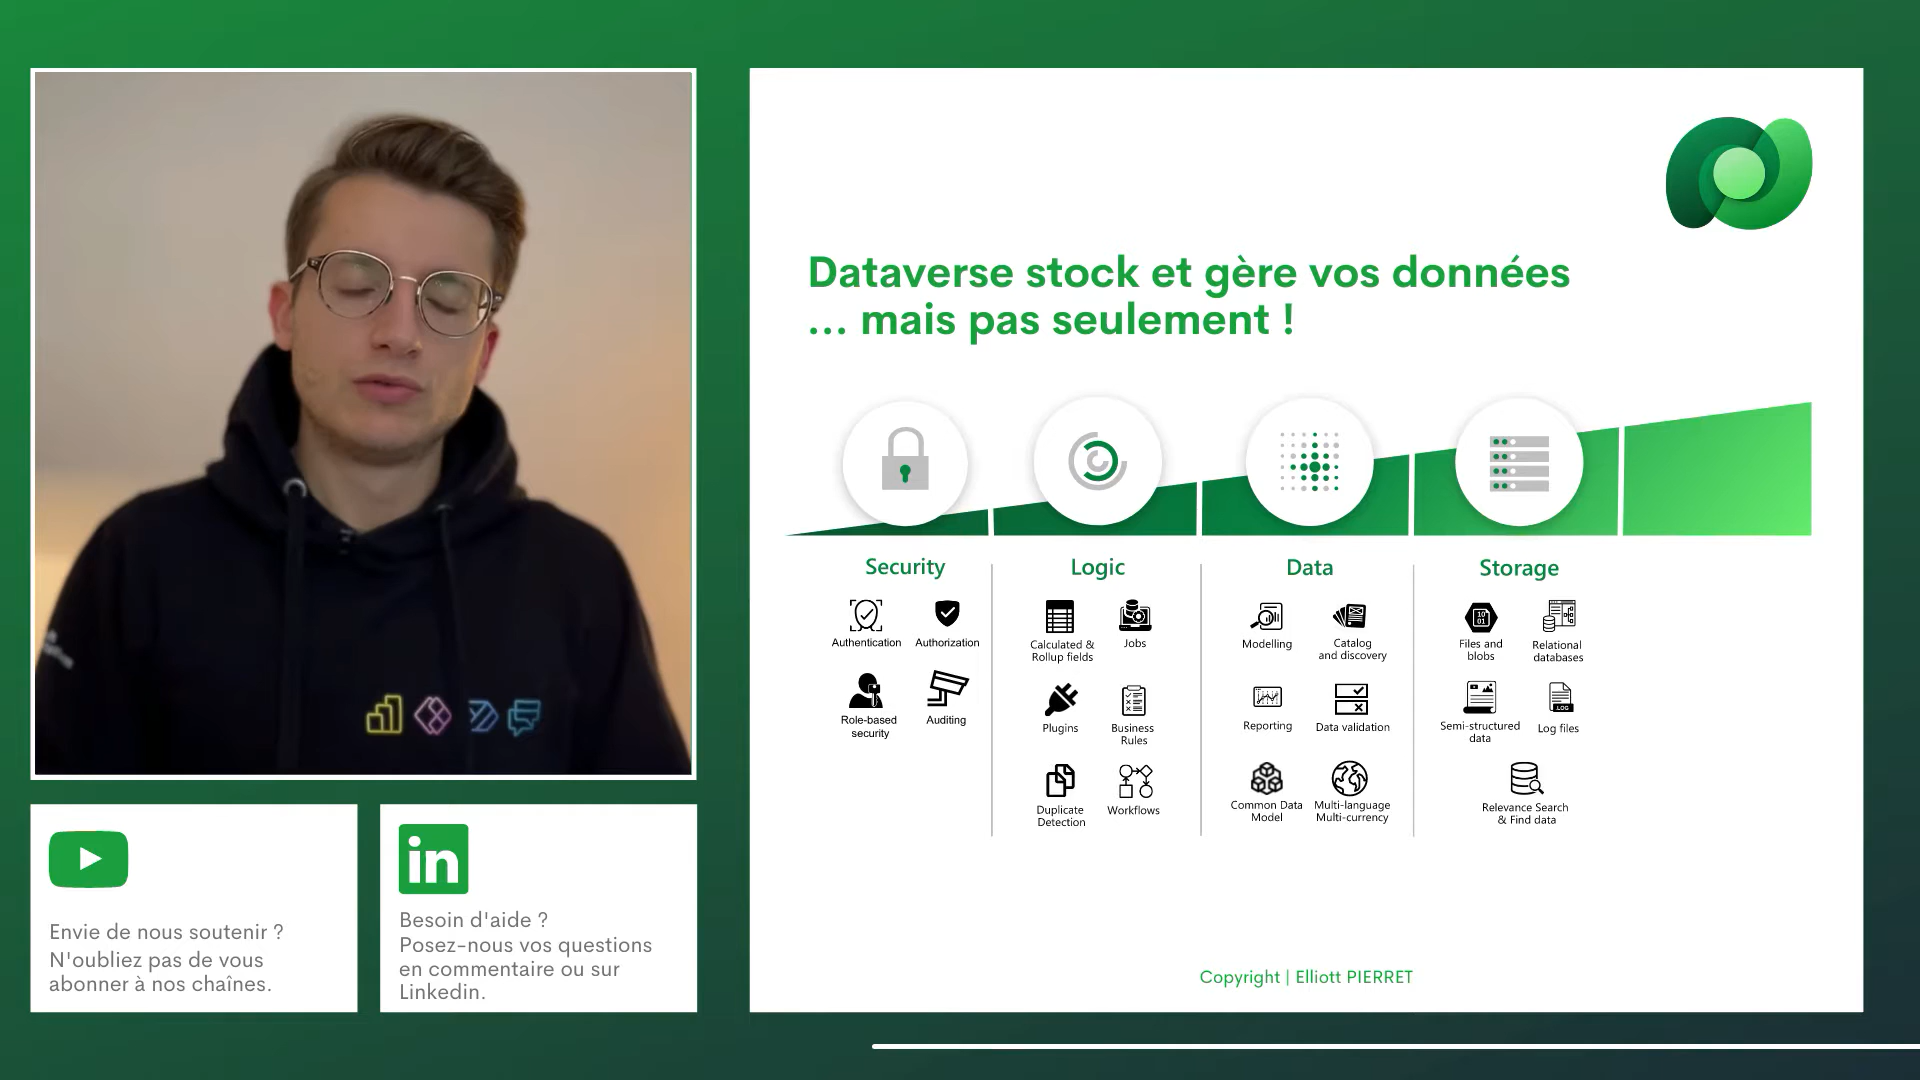 Dataverse stock et gère vos données
... mais pas seulement !
Security
Authentication
Authorization
Role-based
security
Auditing
Logic
Calculated &
Rollup fields
Jobs
Plugins
Business
Rules
Duplicate
Detection
Workflows
Data
Modelling
Catalog
and discovery
Reporting
Data validation
Common Data
Model
Multi-language
Multi-currency
Storage
Files and
blobs
Relational
databases
Semi-structured
data
.LOG
Log files
Relevance Search
& Find data
in
Envie de nous soutenir ?
N'oubliez pas de vous
abonner à nos chaînes.
Besoin d'aide ?
Posez-nous vos questions
en commentaire ou sur
Linkedin.
Copyright | Elliott PIERRET